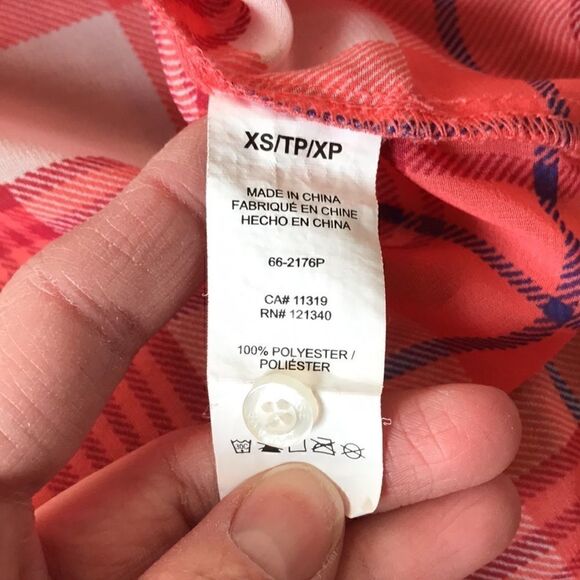 XS/TP/XP
MADE IN CHINA
FABRIQUÉ EN CHINE
HECHO EN CHINA
66-2176P
CA# 11319
RN# 121340
100% POLYESTER /
POLIÉSTER